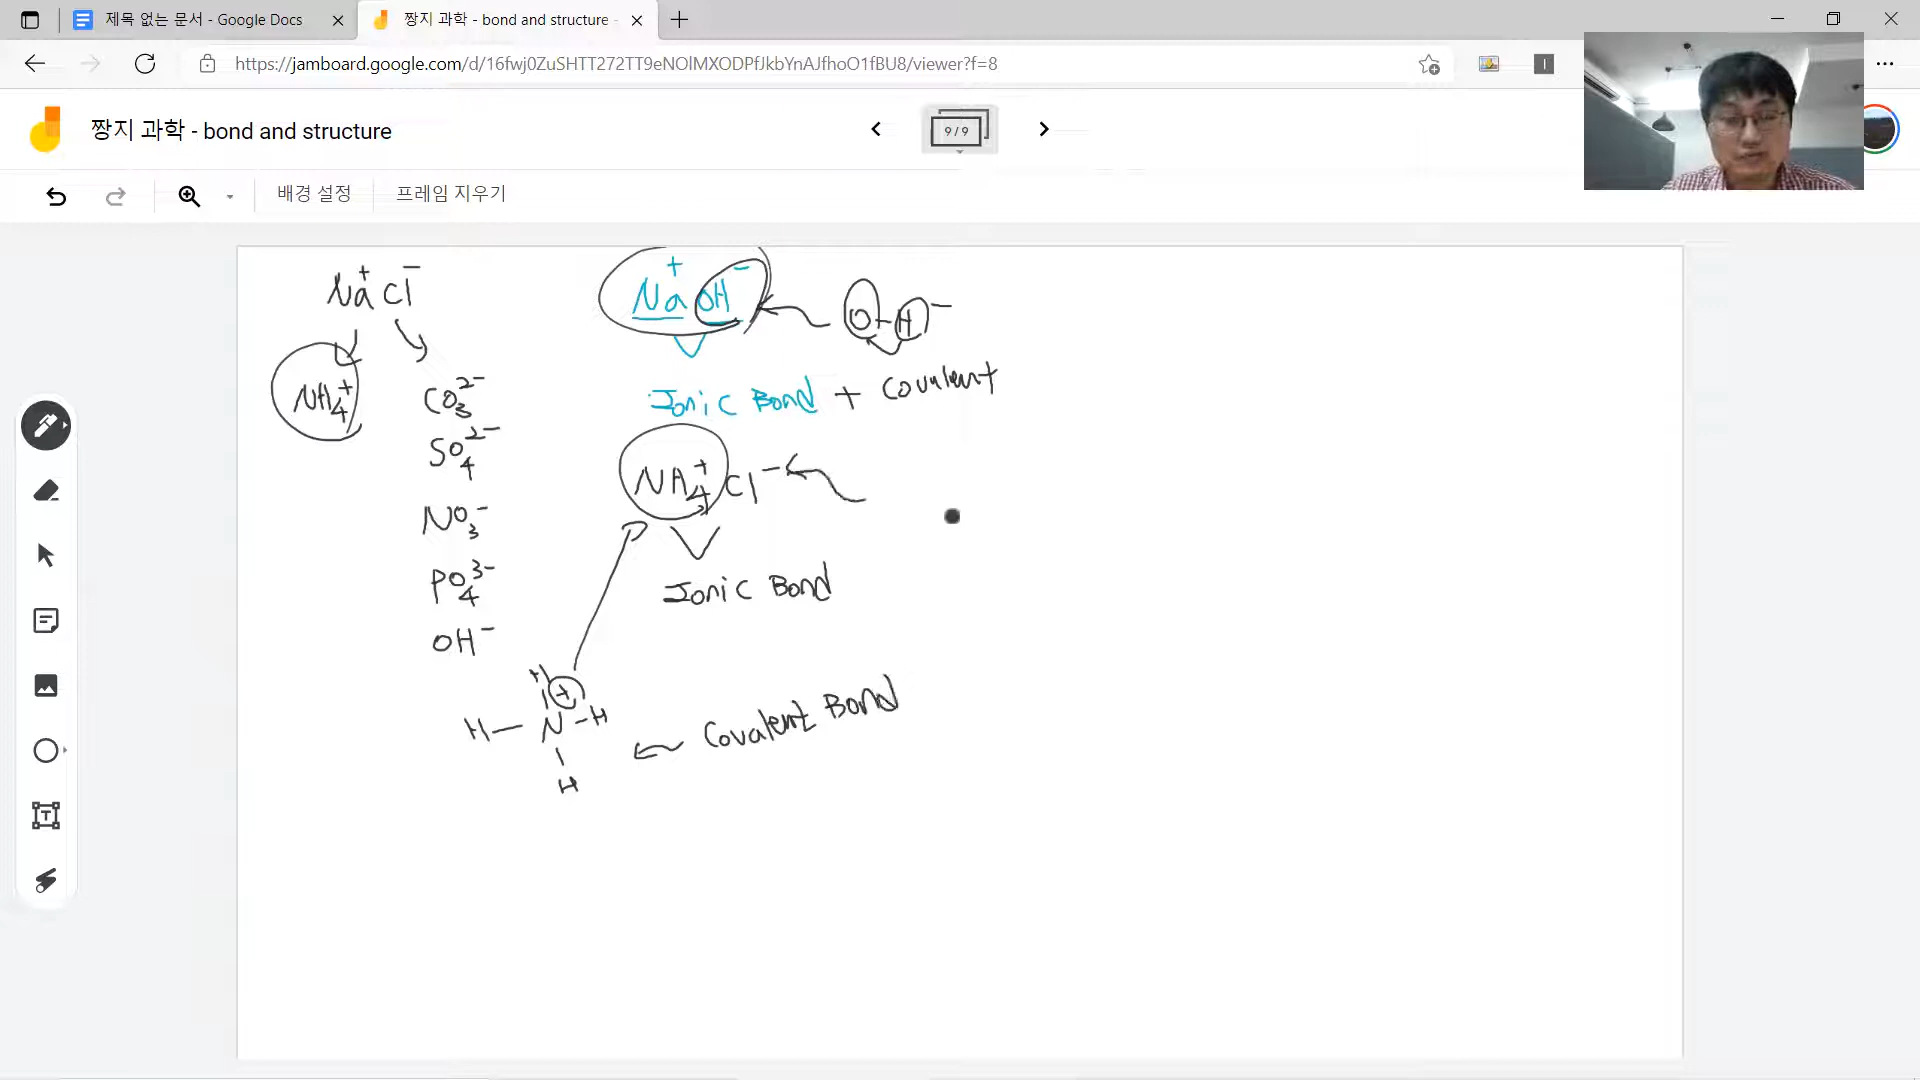 제목 없는 문서 - Google Docs
짱지 과학 - bond and structure -
https://jamboard.google.com/d/16fwj0ZuSHTT272TT9eNOlMXODPfJkbYnAJfhoO1fBU8/viewer?f=8
짱지 과학 - bond and structure
9 / 9
배경 설정
프레임 지우기
Na⁺Cl⁻
Na⁺OH⁻
O-H⁻
NH₄⁺
CO₃²⁻
SO₄²⁻
NO₃⁻
PO₄³⁻
OH⁻
Ionic Bond + Covalent
NH₄⁺Cl⁻
Ionic Bond
H
+
H-N-H
H
Covalent Bond